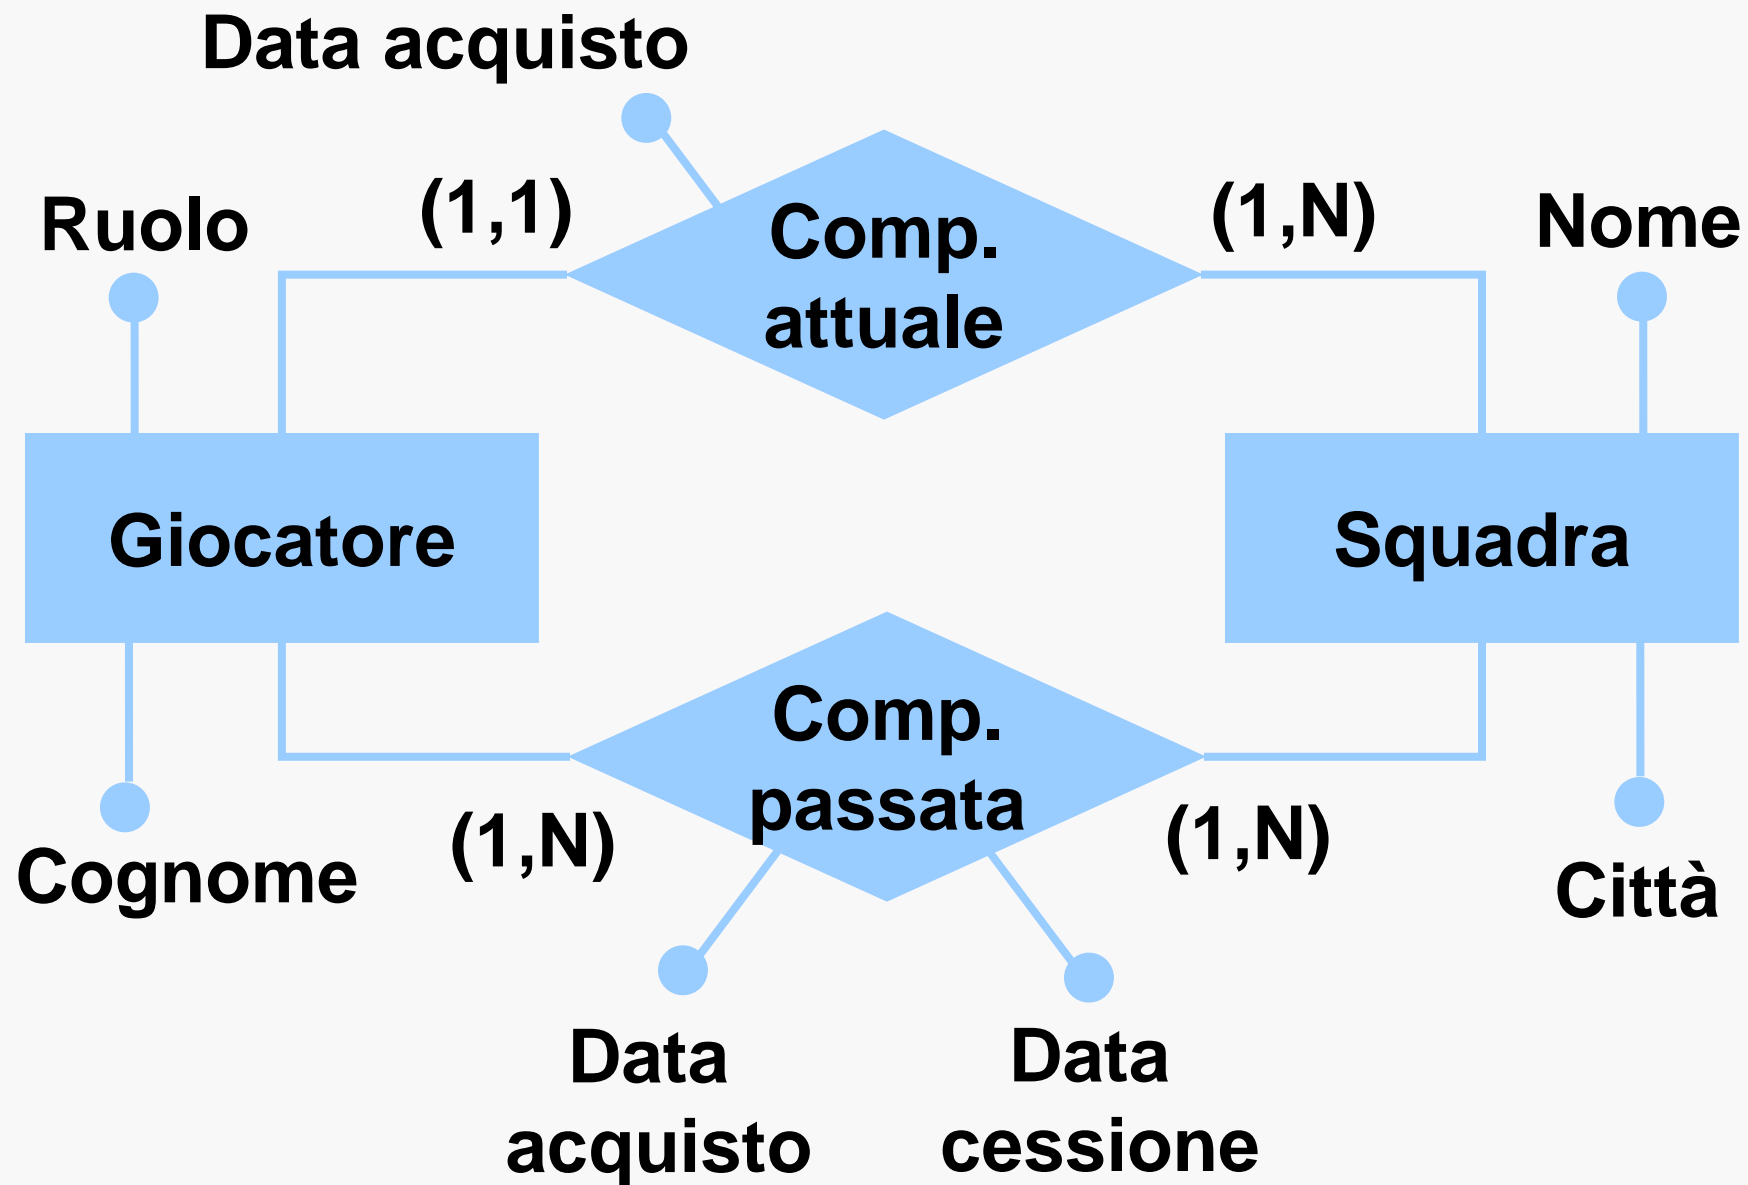 Data acquisto
Ruolo
(1,1)
Comp.
attuale
(1,N)
Nome
Giocatore
Squadra
Cognome
(1,N)
Comp.
passata
(1,N)
Città
Data
acquisto
Data
cessione